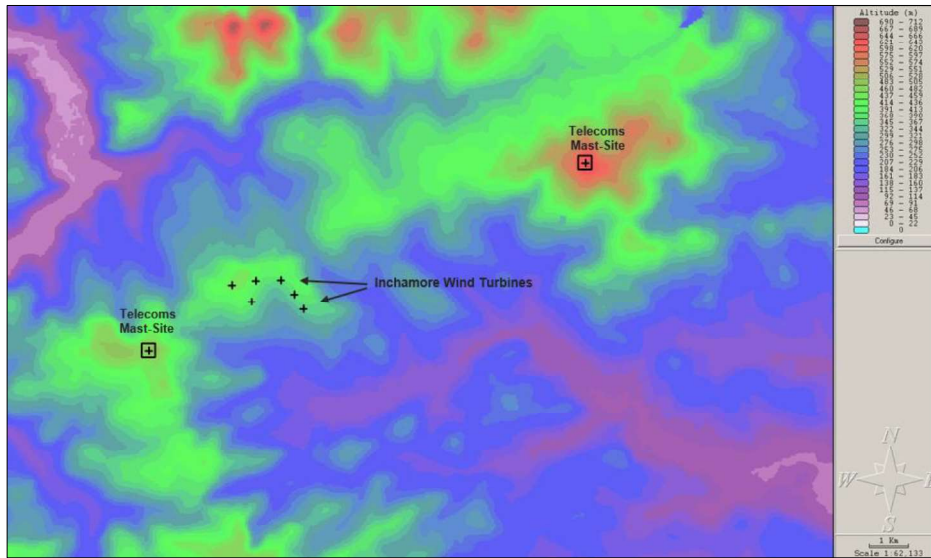 Altitude (m)
690 - 712
667 - 689
644 - 666
621 - 643
598 - 620
575 - 597
552 - 574
529 - 551
506 - 528
483 - 505
460 - 482
437 - 459
414 - 436
391 - 413
368 - 390
345 - 367
322 - 344
299 - 321
276 - 298
253 - 275
230 - 252
207 - 229
184 - 206
161 - 183
138 - 160
115 - 137
92 - 114
69 - 91
46 - 68
23 - 45
0 - 22
0
Configure
Telecoms
Mast-Site
Inchamore Wind Turbines
Telecoms
Mast-Site
N
W
S
1 Km
Scale 1:62,133